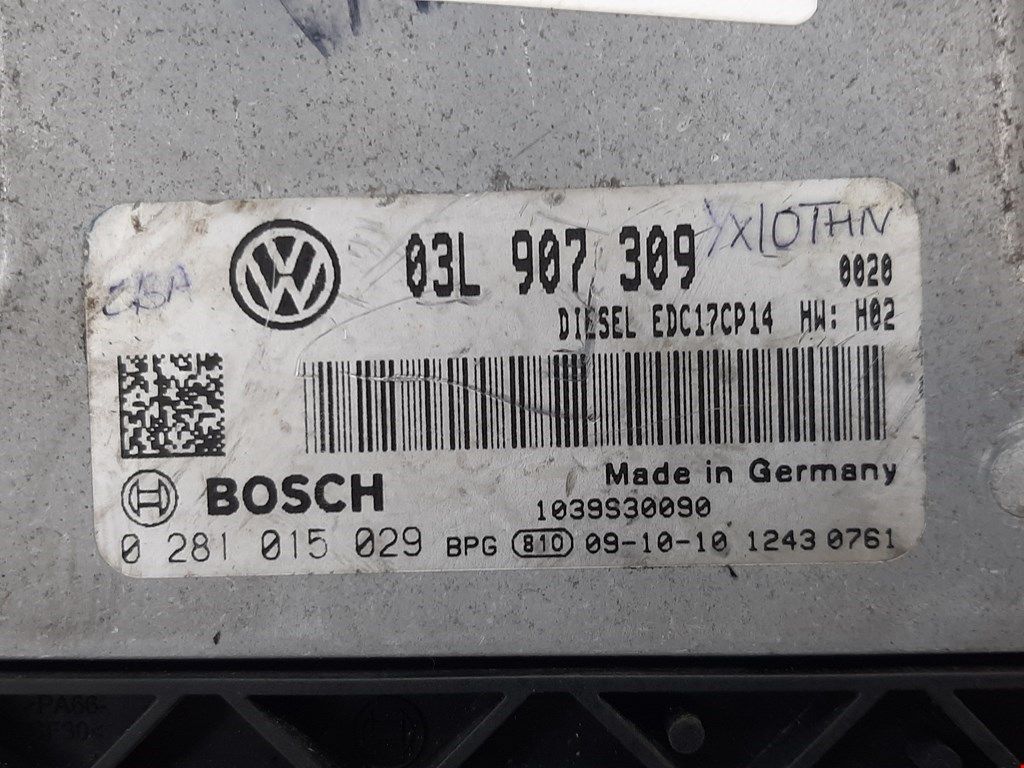 03L 907 309
0020
DIESEL EDC17CP14 HW: H02
Made in Germany
BOSCH
1039S30090
0 281 015 029 BPG 810 09-10-10 1243 0761
>PA66-